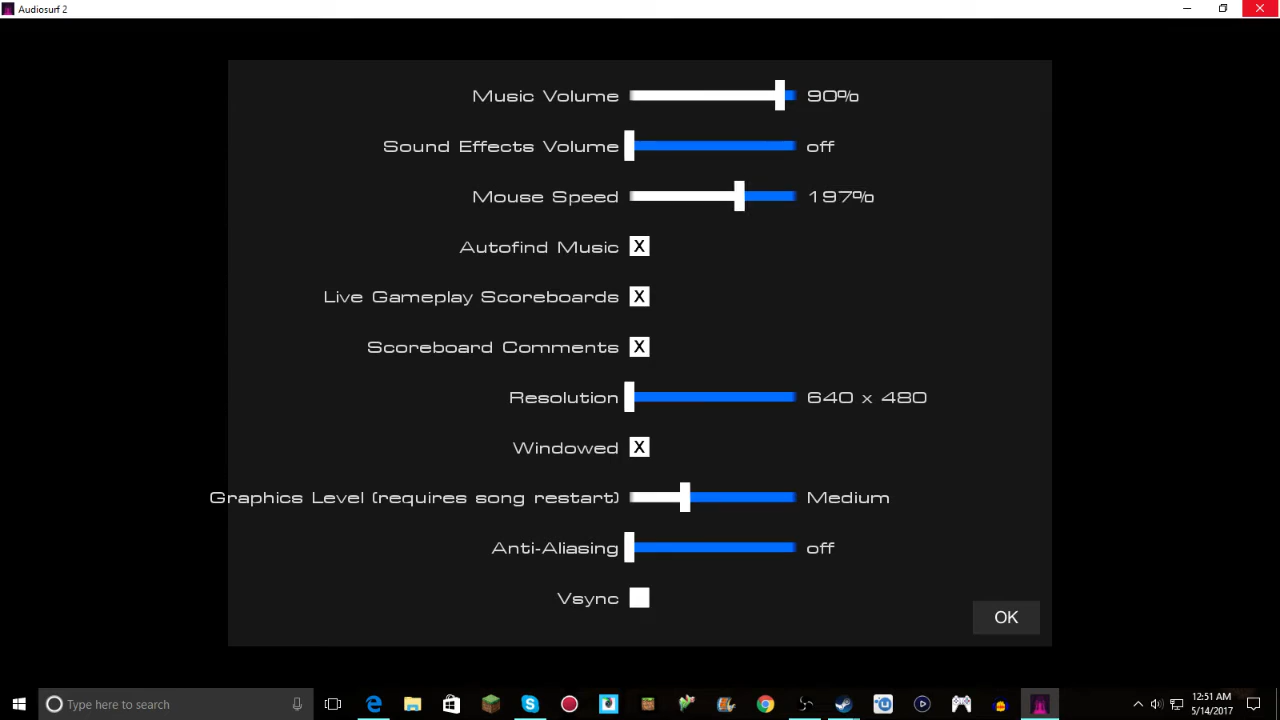 Audiosurf 2
Music Volume 90%
Sound Effects Volume off
Mouse Speed 197%
Autofind Music X
Live Gameplay Scoreboards X
Scoreboard Comments X
Resolution 640 x 480
Windowed X
Graphics Level (requires song restart) Medium
Anti-Aliasing off
Vsync
OK
Type here to search
12:51 AM
5/14/2017